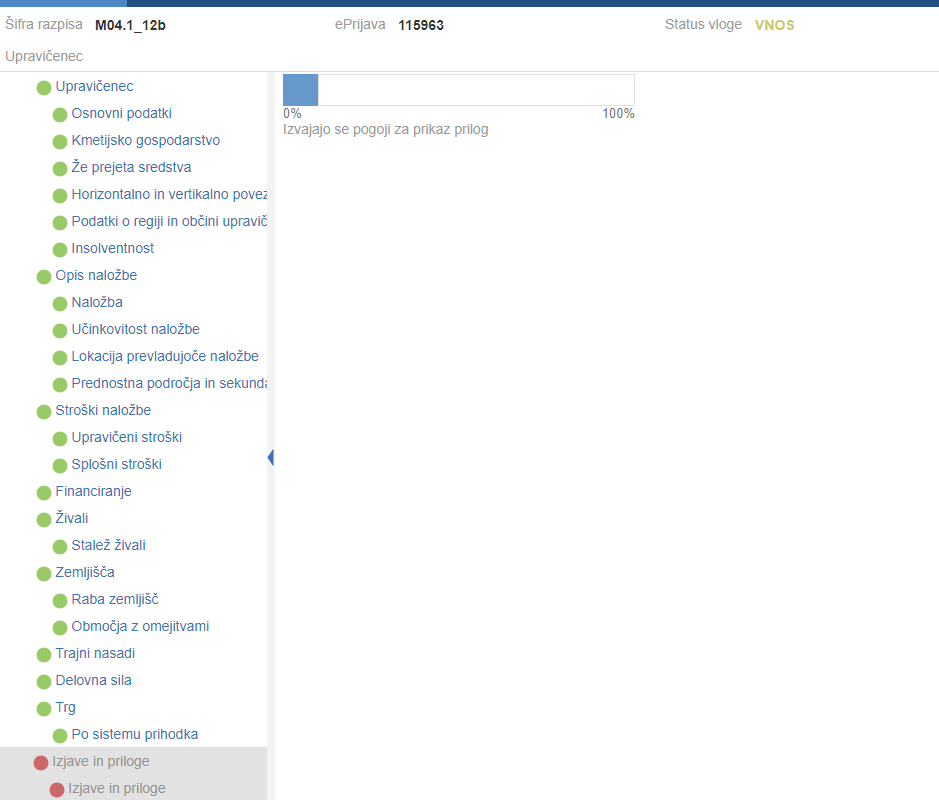 Šifra razpisa M04.1_12b ePrijava 115963 Status vloge VNOS
Upravičenec
Upravičenec
Osnovni podatki
Kmetijsko gospodarstvo
Že prejeta sredstva
Horizontalno in vertikalno povez
Podatki o regiji in občini upravič
Insolventnost
Opis naložbe
Naložba
Učinkovitost naložbe
Lokacija prevladujoče naložbe
Prednostna področja in sekunda
Stroški naložbe
Upravičeni stroški
Splošni stroški
Financiranje
Živali
Stalež živali
Zemljišča
Raba zemljišč
Območja z omejitvami
Trajni nasadi
Delovna sila
Trg
Po sistemu prihodka
Izjave in priloge
Izjave in priloge
0% 100%
Izvajajo se pogoji za prikaz prilog